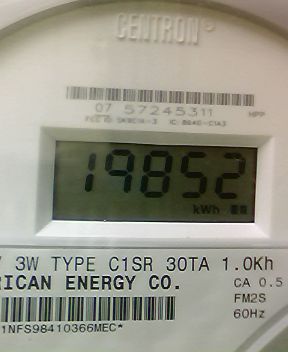 CENTRON
07 57245311
HPP
19852
kWh
3W TYPE C1SR 30TA 1.0Kh
RICAN ENERGY CO.
CA 0.5
FM2S
60Hz
1NFS98410366MEC*